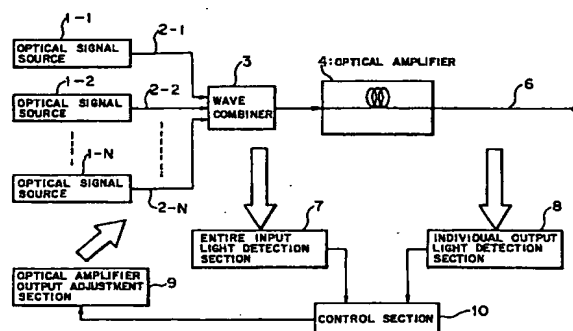 1-1
OPTICAL SIGNAL
SOURCE
2-1
1-2
OPTICAL SIGNAL
SOURCE
2-2
1-N
OPTICAL SIGNAL
SOURCE
2-N
3
WAVE
COMBINER
4:OPTICAL AMPLIFIER
6
7
ENTIRE INPUT
LIGHT DETECTION
SECTION
8
INDIVIDUAL OUTPUT
LIGHT DETECTION
SECTION
OPTICAL AMPLIFIER
OUTPUT ADJUSTMENT
SECTION
9
CONTROL SECTION
10